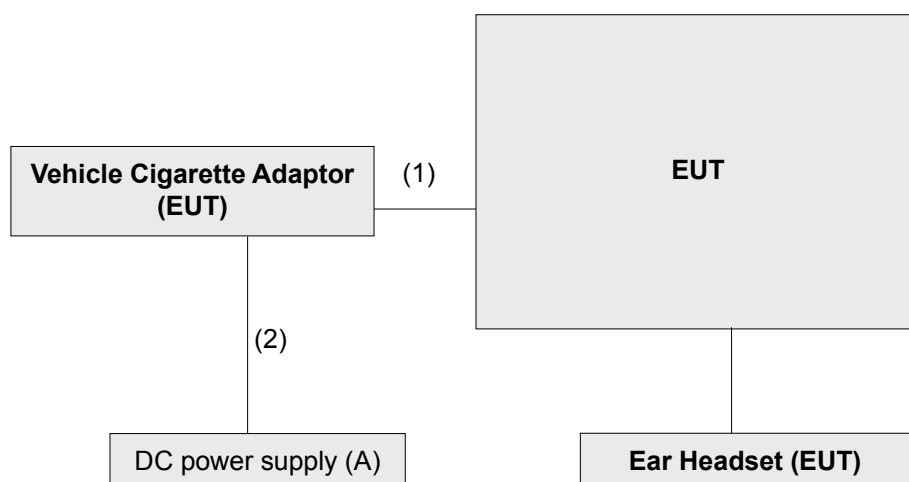 Vehicle Cigarette Adaptor
(EUT)
(1)
EUT
(2)
DC power supply (A)
Ear Headset (EUT)